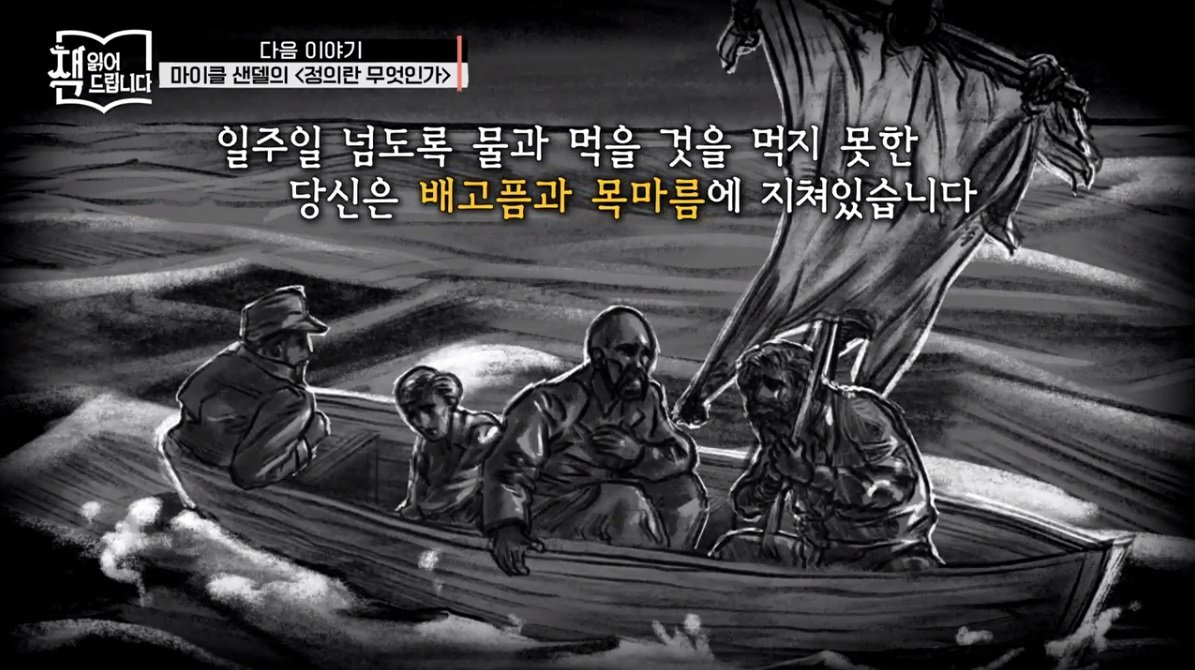 책 읽어
드립니다
다음 이야기
마이클 샌델의 <정의란 무엇인가>
일주일 넘도록 물과 먹을 것을 먹지 못한
당신은 배고픔과 목마름에 지쳐있습니다